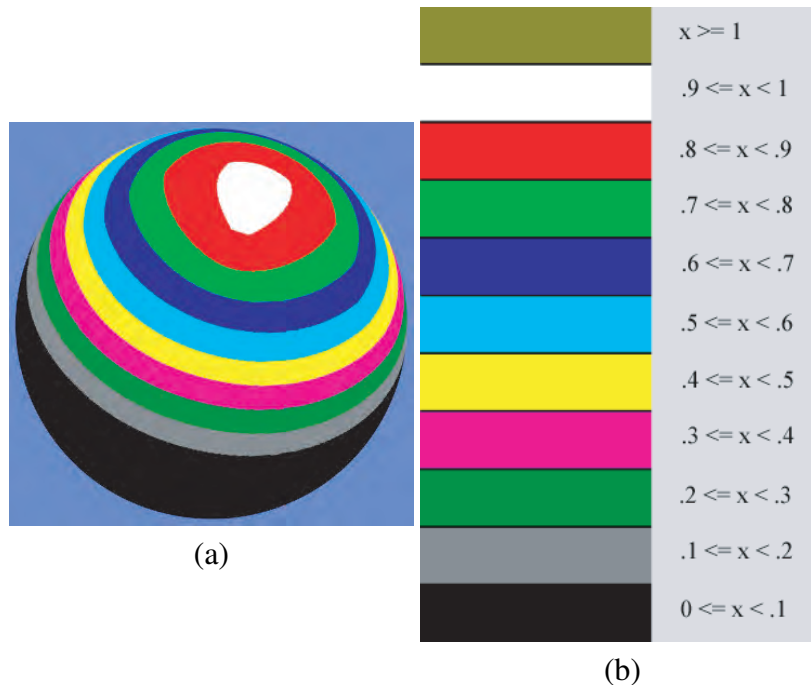 x >= 1
.9 <= x < 1
.8 <= x < .9
.7 <= x < .8
.6 <= x < .7
.5 <= x < .6
.4 <= x < .5
.3 <= x < .4
.2 <= x < .3
.1 <= x < .2
0 <= x < .1
(a)
(b)